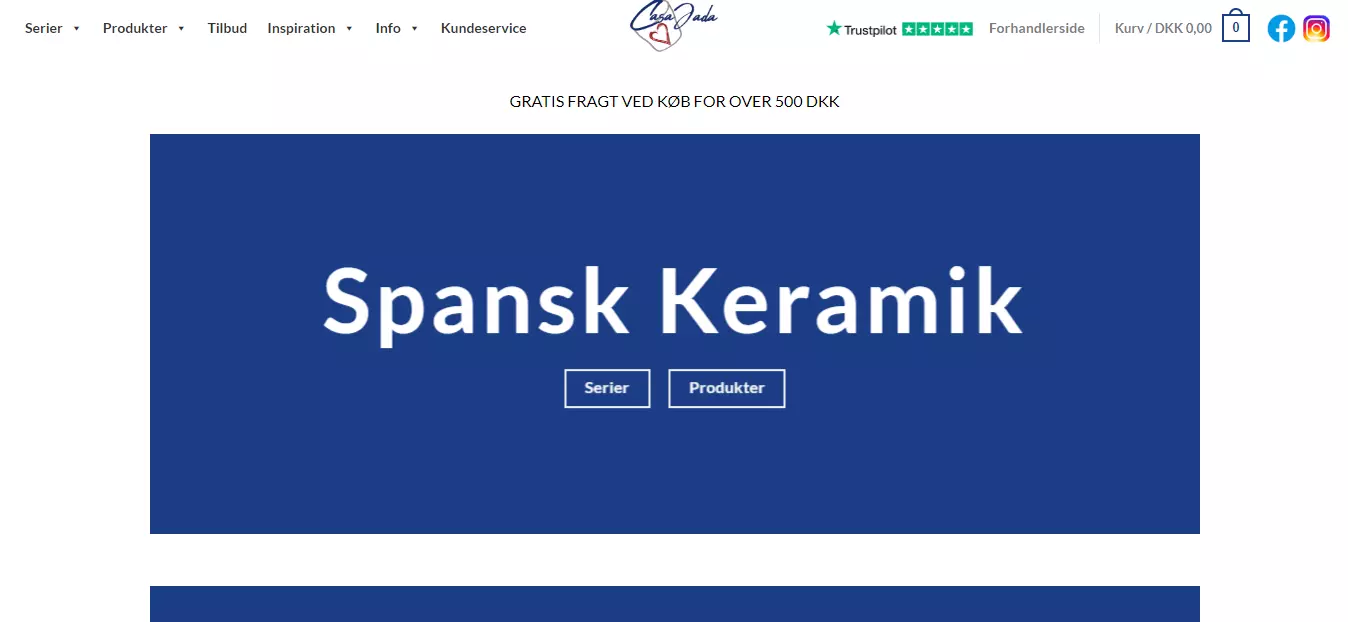 Serier Produkter Tilbud Inspiration Info Kundeservice
Casa Jada
Trustpilot Forhandlerside Kurv / DKK 0,00 0
GRATIS FRAGT VED KØB FOR OVER 500 DKK
Spansk Keramik
Serier Produkter